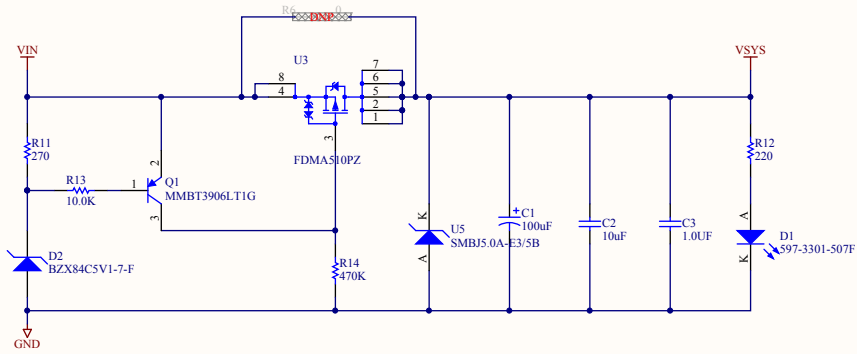 R6 0
DNP
VIN
U3
VSYS
8
4
7
6
5
2
1
3
FDMA510PZ
R11
270
R12
220
R13
10.0K
1
2
3
Q1
MMBT3906LT1G
D2
BZX84C5V1-7-F
R14
470K
K
A
U5
SMBJ5.0A-E3/5B
+
C1
100uF
C2
10uF
C3
1.0UF
A
K
D1
597-3301-507F
GND